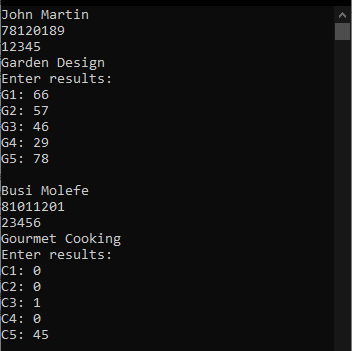 John Martin
78120189
12345
Garden Design
Enter results:
G1: 66
G2: 57
G3: 46
G4: 29
G5: 78
Busi Molefe
81011201
23456
Gourmet Cooking
Enter results:
C1: 0
C2: 0
C3: 1
C4: 0
C5: 45